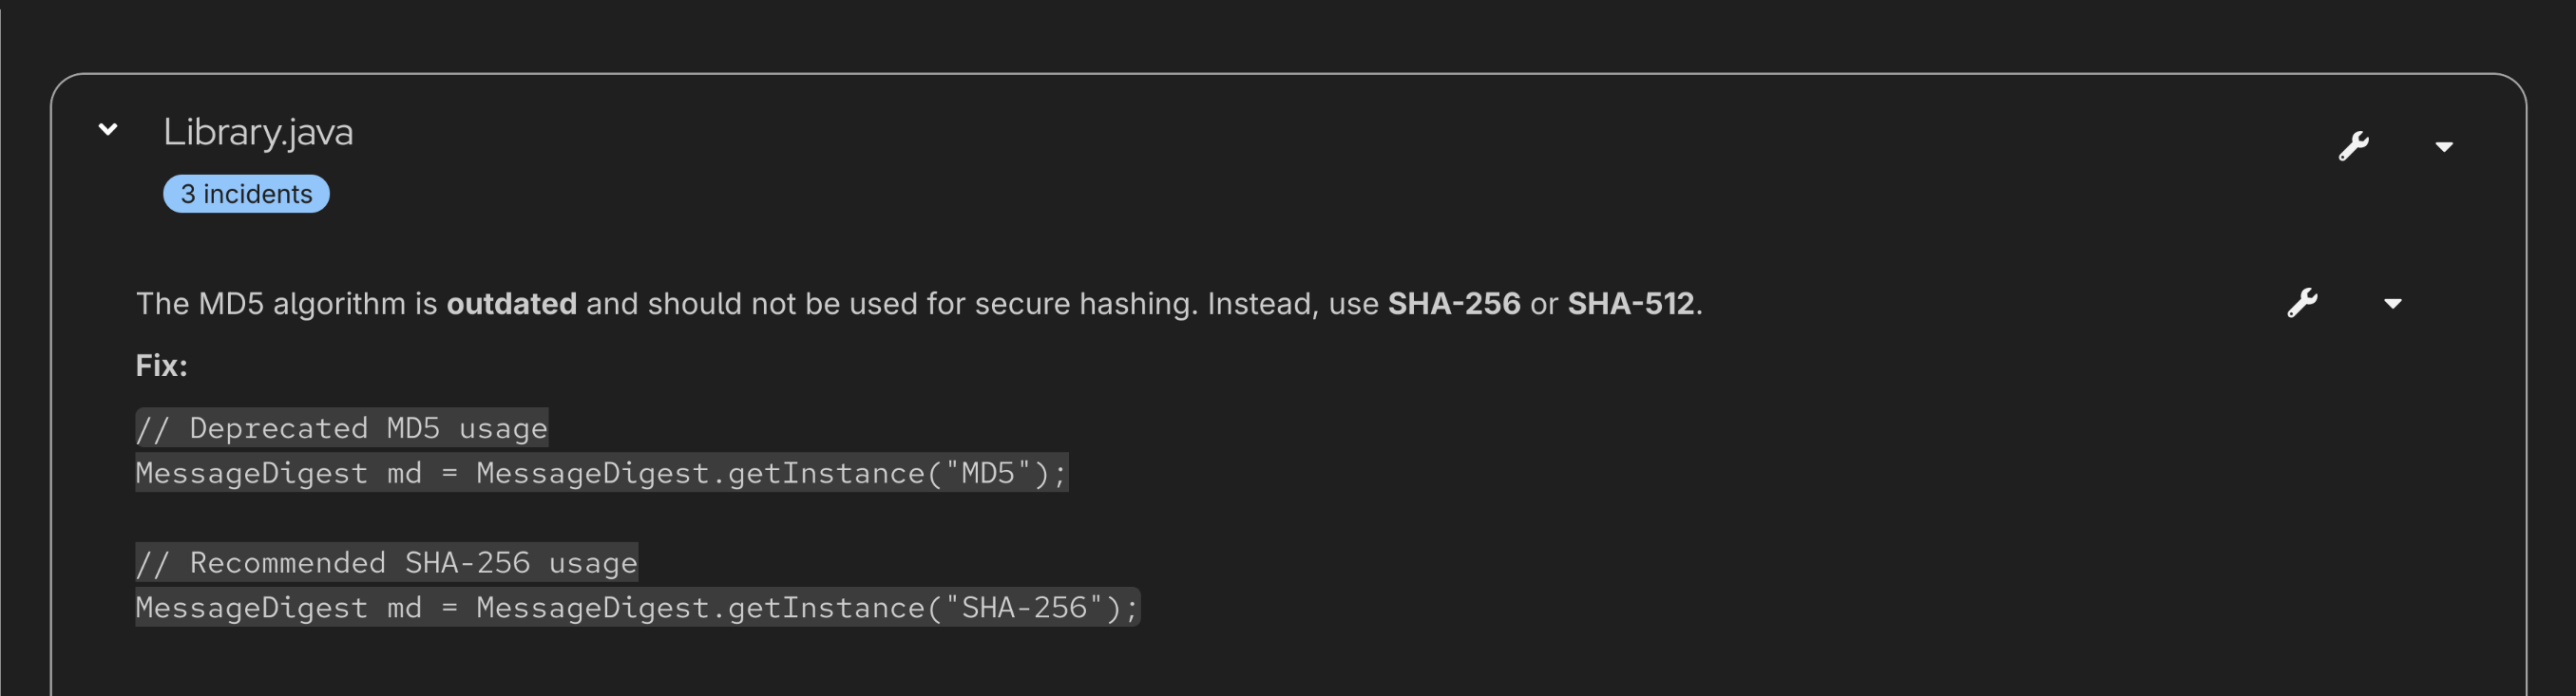 Library.java
3 incidents
The MD5 algorithm is outdated and should not be used for secure hashing. Instead, use SHA-256 or SHA-512.
Fix:
// Deprecated MD5 usage
MessageDigest md = MessageDigest.getInstance("MD5");
// Recommended SHA-256 usage
MessageDigest md = MessageDigest.getInstance("SHA-256");